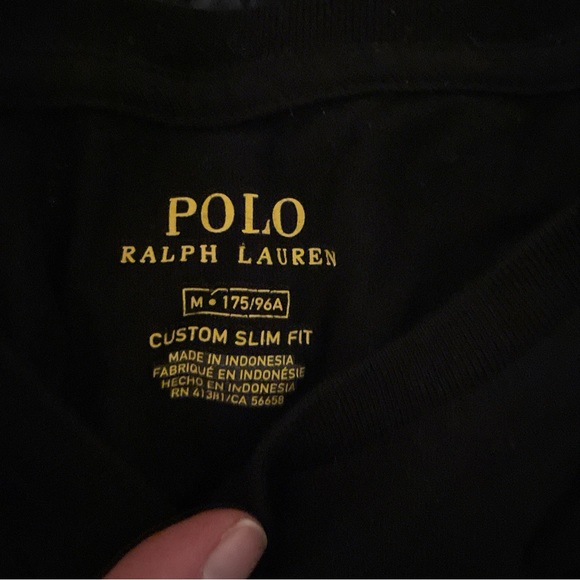 POLO
RALPH LAUREN
M • 175/96A
CUSTOM SLIM FIT
MADE IN INDONESIA
FABRIQUÉ EN INDONÉSIE
HECHO EN INDONESIA
RN 41381/CA 56658